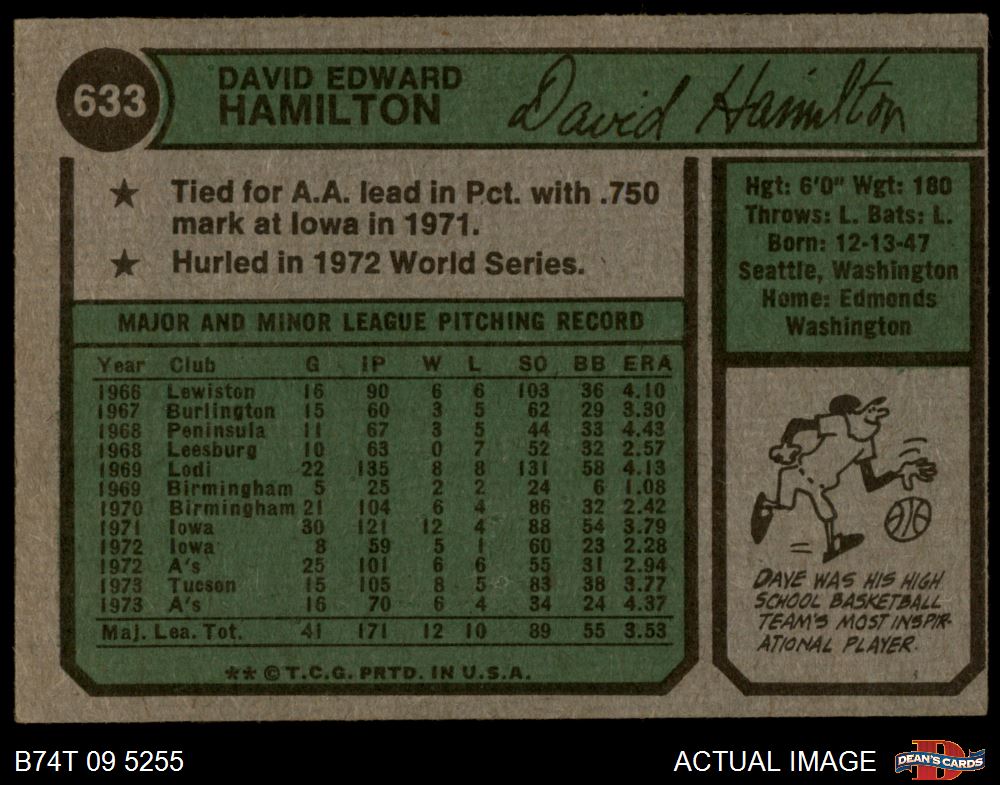 633
DAVID EDWARD
HAMILTON
David Hamilton
★ Tied for A.A. lead in Pct. with .750
mark at Iowa in 1971.
★ Hurled in 1972 World Series.
Hgt: 6'0" Wgt: 180
Throws: L. Bats: L.
Born: 12-13-47
Seattle, Washington
Home: Edmonds
Washington
MAJOR AND MINOR LEAGUE PITCHING RECORD
Year Club G IP W L SO BB ERA
1966 Lewiston 16 90 6 6 103 36 4.10
1967 Burlington 15 60 3 5 62 29 3.30
1968 Peninsula 11 67 3 5 44 33 4.43
1968 Leesburg 10 63 0 7 52 32 2.57
1969 Lodi 22 135 8 8 131 58 4.13
1969 Birmingham 5 25 2 2 24 6 1.08
1970 Birmingham 21 104 6 4 86 32 2.42
1971 Iowa 30 121 12 4 88 54 3.79
1972 Iowa 8 59 5 1 60 23 2.28
1972 A's 25 101 6 6 55 31 2.94
1973 Tucson 15 105 8 5 83 38 3.77
1973 A's 16 70 6 4 34 24 4.37
Maj. Lea. Tot. 41 171 12 10 89 55 3.53
** © T.C.G. PRTD. IN U.S.A.
DAVE WAS HIS HIGH
SCHOOL BASKETBALL
TEAM'S MOST INSPIR-
ATIONAL PLAYER.
B74T 09 5255
ACTUAL IMAGE
D
DEAN'S CARDS